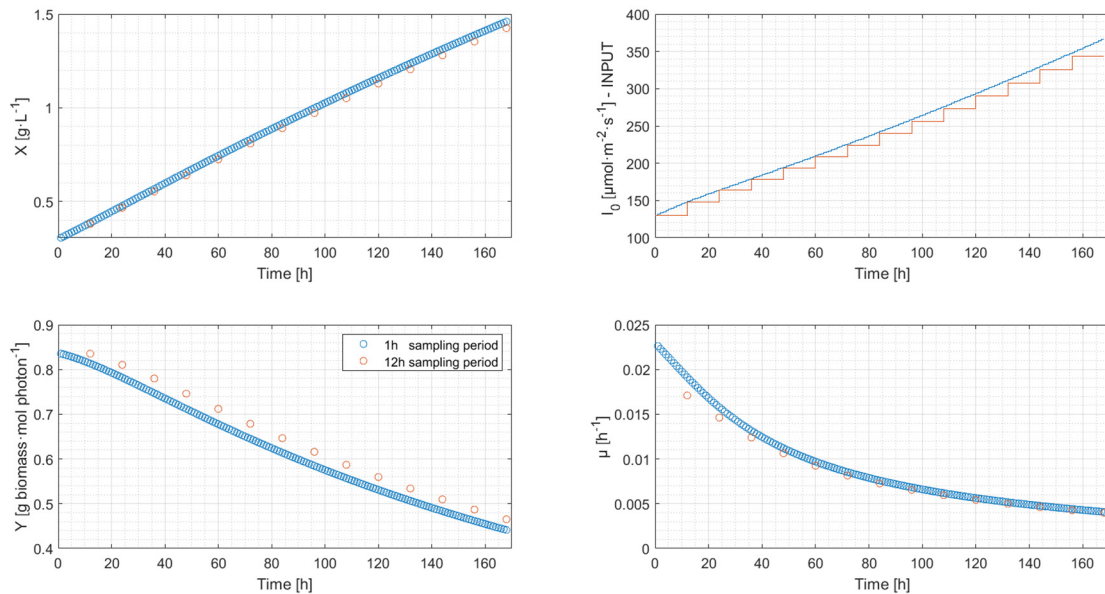 1.5
1
0.5
X [g·L⁻¹]
0 20 40 60 80 100 120 140 160
Time [h]
400
350
300
250
200
150
100
I₀ [µmol·m⁻²·s⁻¹] - INPUT
0 20 40 60 80 100 120 140 160
Time [h]
0.9
0.8
0.7
0.6
0.5
0.4
Y [g biomass·mol photon⁻¹]
1h sampling period
12h sampling period
0 20 40 60 80 100 120 140 160
Time [h]
0.025
0.02
0.015
0.01
0.005
0
µ [h⁻¹]
0 20 40 60 80 100 120 140 160
Time [h]